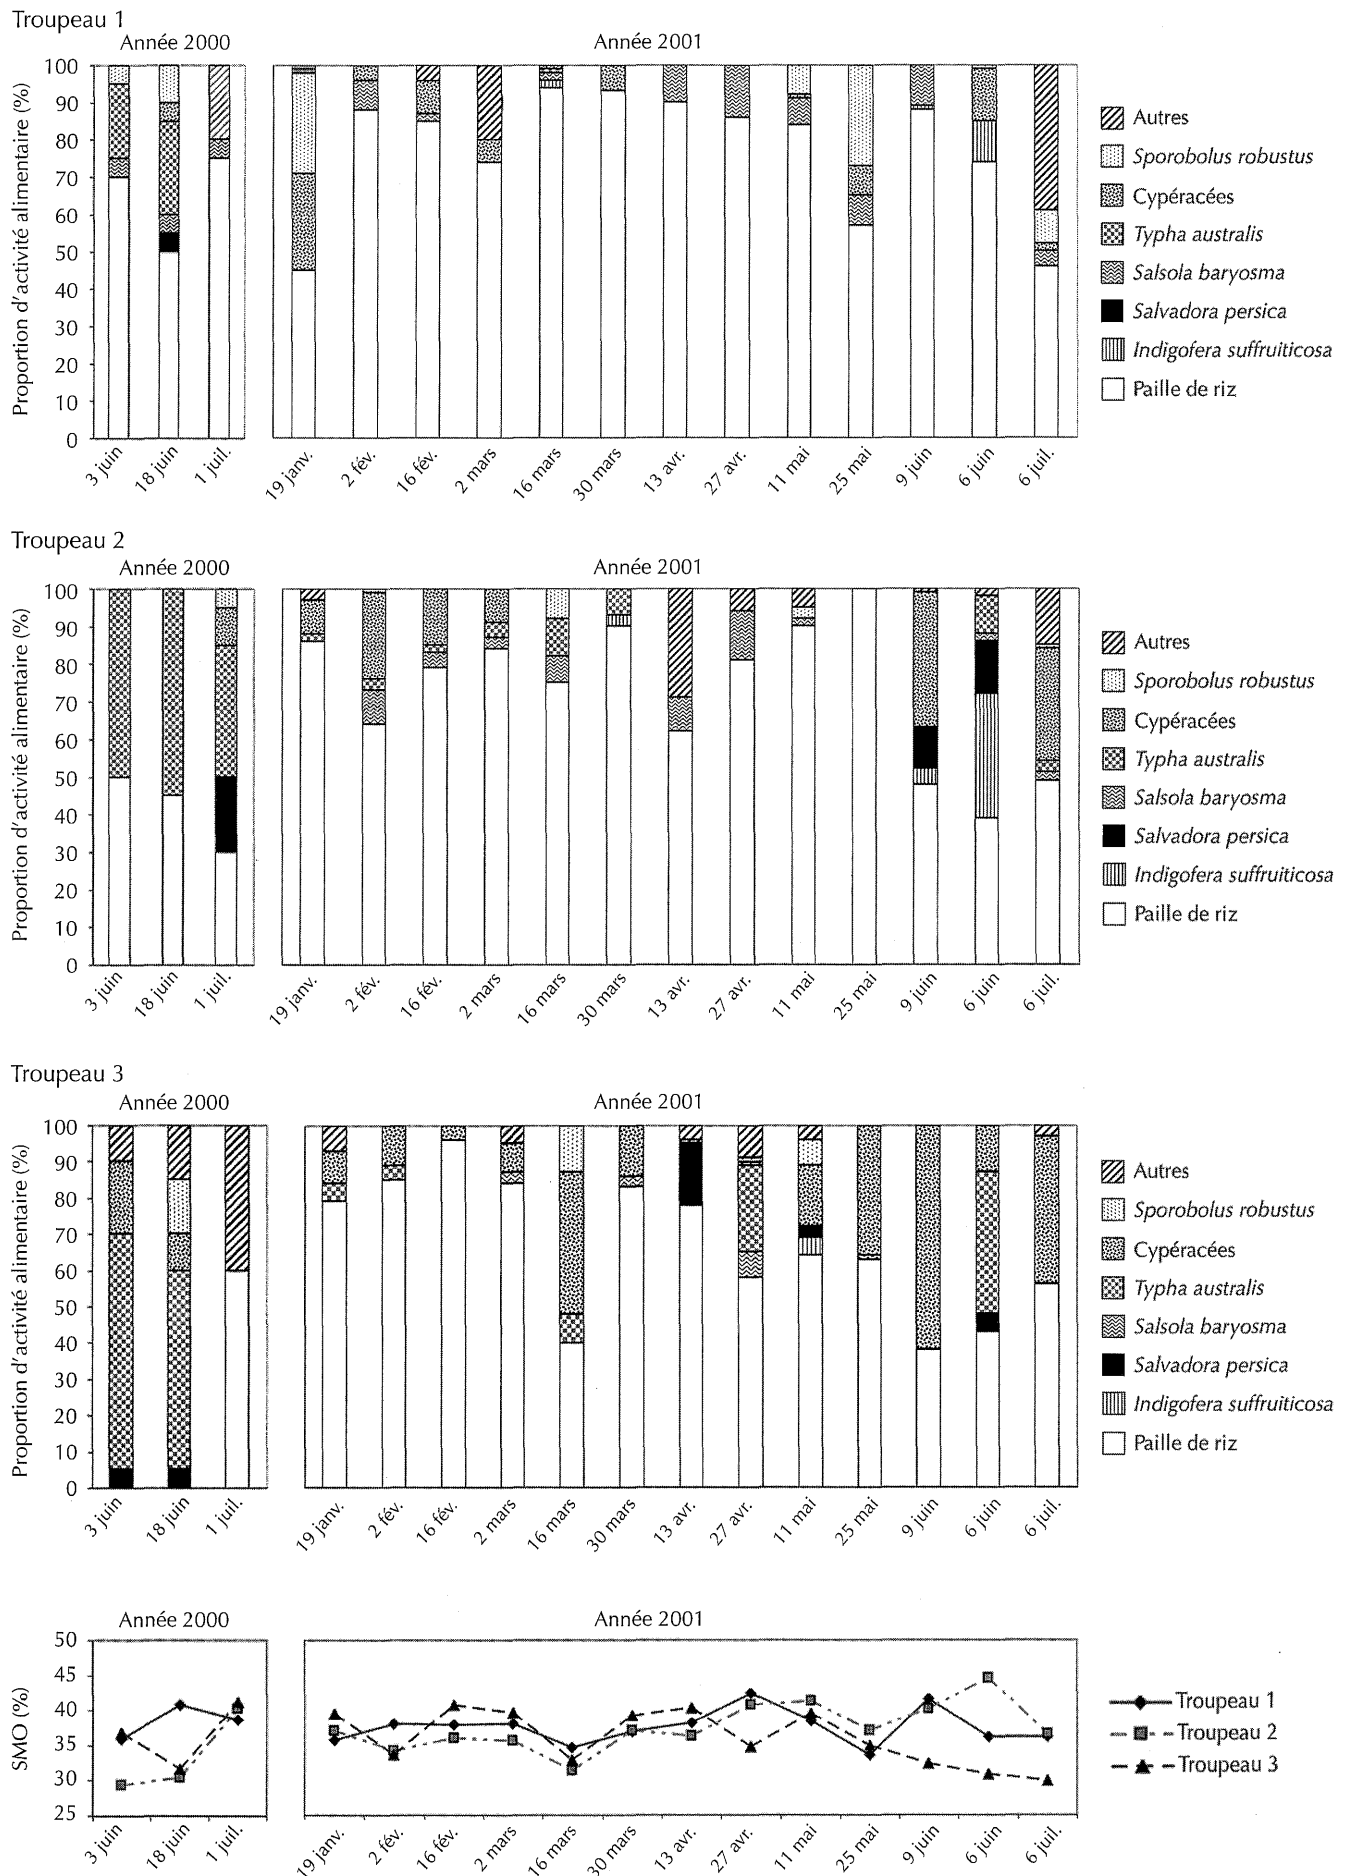 Troupeau 1
Année 2000
Année 2001
Proportion d'activité alimentaire (%)
100
90
80
70
60
50
40
30
20
10
0
3 juin
18 juin
1 juil.
19 janv.
2 fév.
16 fév.
2 mars
16 mars
30 mars
13 avr.
27 avr.
11 mai
25 mai
9 juin
6 juin
6 juil.
Autres
Sporobolus robustus
Cypéracées
Typha australis
Salsola baryosma
Salvadora persica
Indigofera suffruiticosa
Paille de riz
Troupeau 2
Année 2000
Année 2001
Proportion d'activité alimentaire (%)
100
90
80
70
60
50
40
30
20
10
0
3 juin
18 juin
1 juil.
19 janv.
2 fév.
16 fév.
2 mars
16 mars
30 mars
13 avr.
27 avr.
11 mai
25 mai
9 juin
6 juin
6 juil.
Autres
Sporobolus robustus
Cypéracées
Typha australis
Salsola baryosma
Salvadora persica
Indigofera suffruiticosa
Paille de riz
Troupeau 3
Année 2000
Année 2001
Proportion d'activité alimentaire (%)
100
90
80
70
60
50
40
30
20
10
0
3 juin
18 juin
1 juil.
19 janv.
2 fév.
16 fév.
2 mars
16 mars
30 mars
13 avr.
27 avr.
11 mai
25 mai
9 juin
6 juin
6 juil.
Autres
Sporobolus robustus
Cypéracées
Typha australis
Salsola baryosma
Salvadora persica
Indigofera suffruiticosa
Paille de riz
Année 2000
Année 2001
SMO (%)
50
45
40
35
30
25
3 juin
18 juin
1 juil.
19 janv.
2 fév.
16 fév.
2 mars
16 mars
30 mars
13 avr.
27 avr.
11 mai
25 mai
9 juin
6 juin
6 juil.
Troupeau 1
Troupeau 2
Troupeau 3